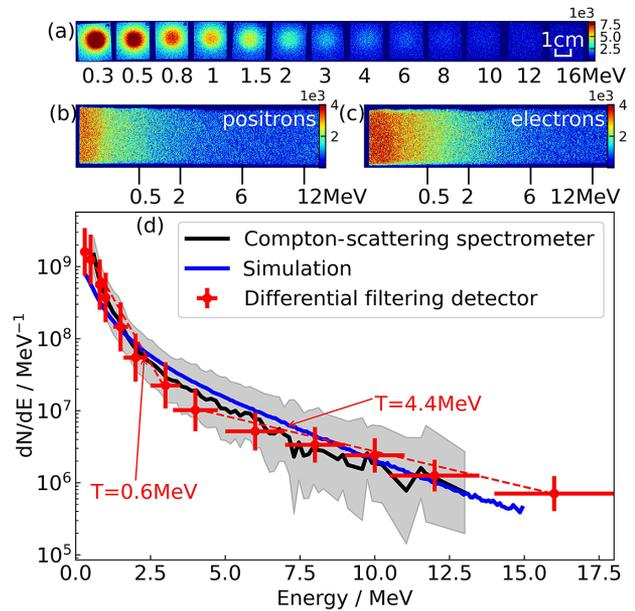 (a)
1e3
7.5
5.0
2.5
1cm
0.3 0.5 0.8 1 1.5 2 3 4 6 8 10 12 16MeV
(b)
positrons
1e3
4
2
0.5 2 6 12MeV
(c)
electrons
1e3
4
2
0.5 2 6 12MeV
(d)
Compton-scattering spectrometer
Simulation
Differential filtering detector
T=4.4MeV
T=0.6MeV
dN/dE / MeV⁻¹
10⁹
10⁸
10⁷
10⁶
10⁵
0.0 2.5 5.0 7.5 10.0 12.5 15.0 17.5
Energy / MeV